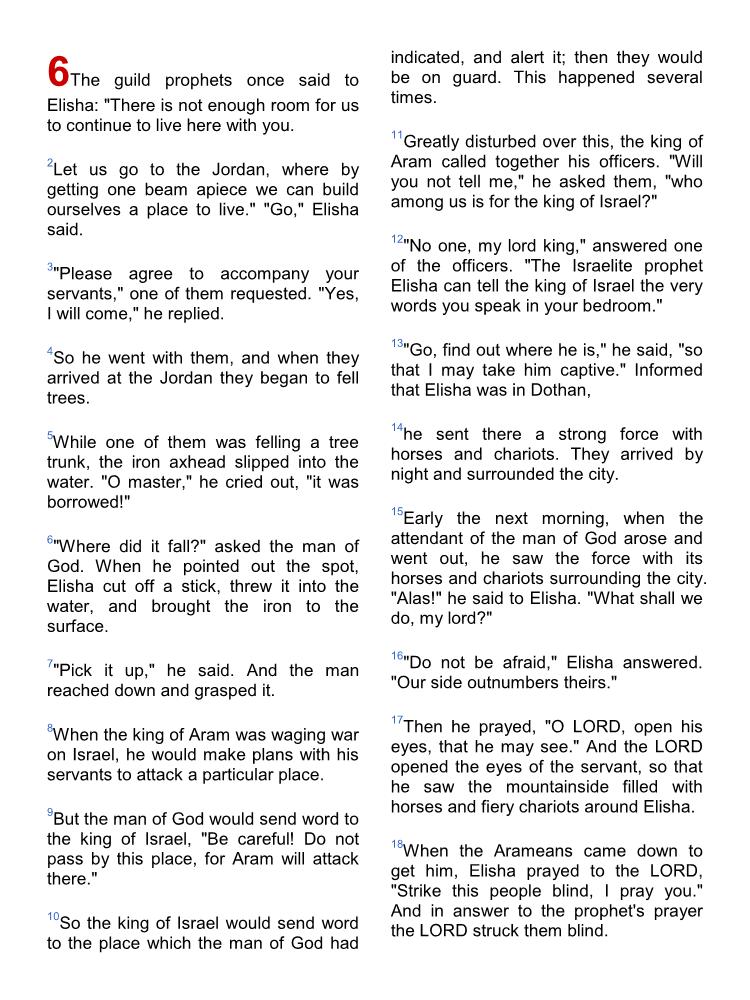 6The guild prophets once said to
Elisha: "There is not enough room for us
to continue to live here with you.
2Let us go to the Jordan, where by
getting one beam apiece we can build
ourselves a place to live." "Go," Elisha
said.
3"Please agree to accompany your
servants," one of them requested. "Yes,
I will come," he replied.
4So he went with them, and when they
arrived at the Jordan they began to fell
trees.
5While one of them was felling a tree
trunk, the iron axhead slipped into the
water. "O master," he cried out, "it was
borrowed!"
6"Where did it fall?" asked the man of
God. When he pointed out the spot,
Elisha cut off a stick, threw it into the
water, and brought the iron to the
surface.
7"Pick it up," he said. And the man
reached down and grasped it.
8When the king of Aram was waging war
on Israel, he would make plans with his
servants to attack a particular place.
9But the man of God would send word to
the king of Israel, "Be careful! Do not
pass by this place, for Aram will attack
there."
10So the king of Israel would send word
to the place which the man of God had
indicated, and alert it; then they would
be on guard. This happened several
times.
11Greatly disturbed over this, the king of
Aram called together his officers. "Will
you not tell me," he asked them, "who
among us is for the king of Israel?"
12"No one, my lord king," answered one
of the officers. "The Israelite prophet
Elisha can tell the king of Israel the very
words you speak in your bedroom."
13"Go, find out where he is," he said, "so
that I may take him captive." Informed
that Elisha was in Dothan,
14he sent there a strong force with
horses and chariots. They arrived by
night and surrounded the city.
15Early the next morning, when the
attendant of the man of God arose and
went out, he saw the force with its
horses and chariots surrounding the city.
"Alas!" he said to Elisha. "What shall we
do, my lord?"
16"Do not be afraid," Elisha answered.
"Our side outnumbers theirs."
17Then he prayed, "O LORD, open his
eyes, that he may see." And the LORD
opened the eyes of the servant, so that
he saw the mountainside filled with
horses and fiery chariots around Elisha.
18When the Arameans came down to
get him, Elisha prayed to the LORD,
"Strike this people blind, I pray you."
And in answer to the prophet's prayer
the LORD struck them blind.